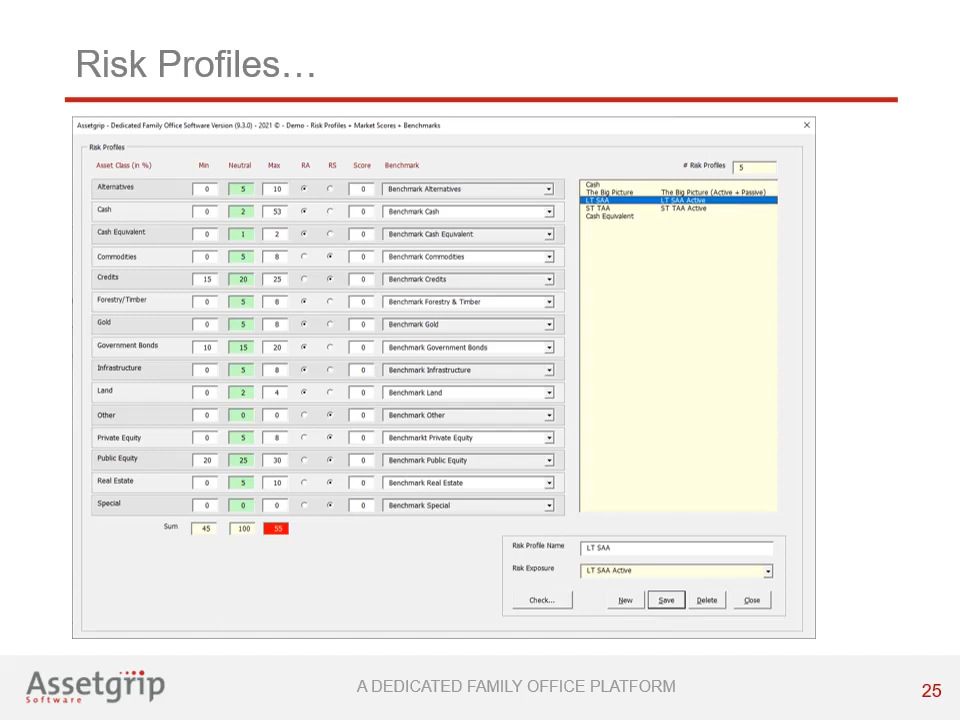 Risk Profiles…
Assetgrip - Dedicated Family Office Software Version (9.3.0) - 2021 © - Demo - Risk Profiles + Market Scores + Benchmarks
Risk Profiles
Asset Class (in %) Min Neutral Max RA RS Score Benchmark
Alternatives 0 5 10 0 Benchmark Alternatives
Cash 0 2 53 0 Benchmark Cash
Cash Equivalent 0 1 2 0 Benchmark Cash Equivalent
Commodities 0 5 8 0 Benchmark Commodities
Credits 15 20 25 0 Benchmark Credits
Forestry/Timber 0 5 8 0 Benchmark Forestry & Timber
Gold 0 5 8 0 Benchmark Gold
Government Bonds 10 15 20 0 Benchmark Government Bonds
Infrastructure 0 5 8 0 Benchmark Infrastructure
Land 0 2 4 0 Benchmark Land
Other 0 0 0 0 Benchmark Other
Private Equity 0 5 8 0 Benchmarkt Private Equity
Public Equity 20 25 30 0 Benchmark Public Equity
Real Estate 0 5 10 0 Benchmark Real Estate
Special 0 0 0 0 Benchmark Special
Sum 45 100 55
# Risk Profiles 5
Cash
The Big Picture The Big Picture (Active + Passive)
LT SAA LT SAA Active
ST TAA ST TAA Active
Cash Equivalent
Risk Profile Name LT SAA
Risk Exposure LT SAA Active
Check... New Save Delete Close
Assetgrip
Software
A DEDICATED FAMILY OFFICE PLATFORM
25